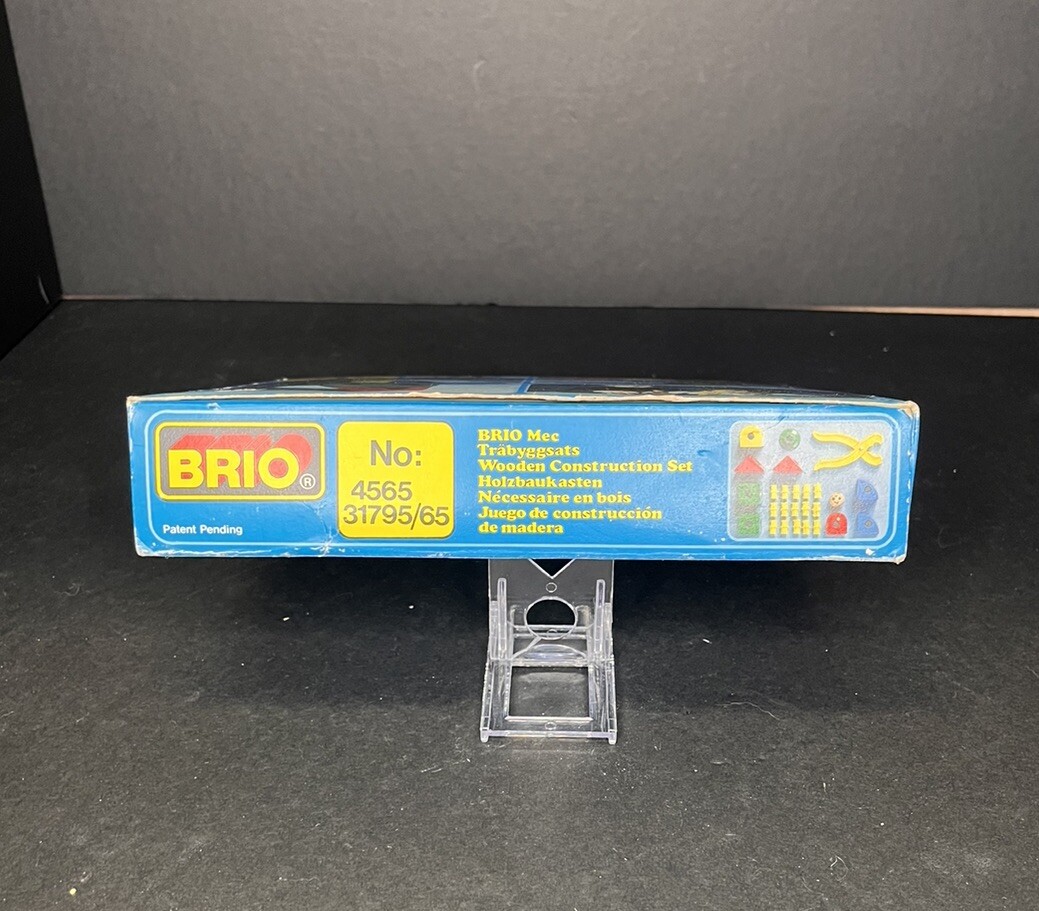 BRIO®
Patent Pending
No:
4565
31795/65
BRIO Mec
Träbyggsats
Wooden Construction Set
Holzbaukasten
Nécessaire en bois
Juego de construcción
de madera